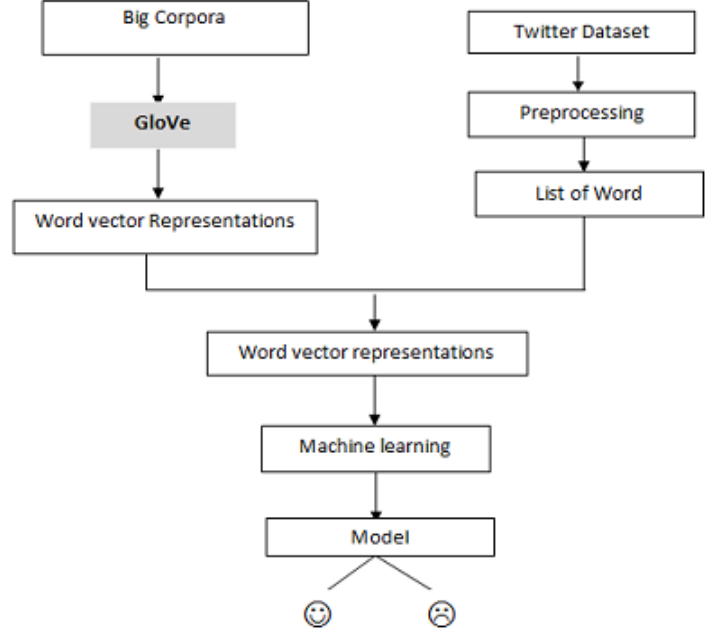 Big Corpora
Twitter Dataset
GloVe
Preprocessing
Word vector Representations
List of Word
Word vector representations
Machine learning
Model